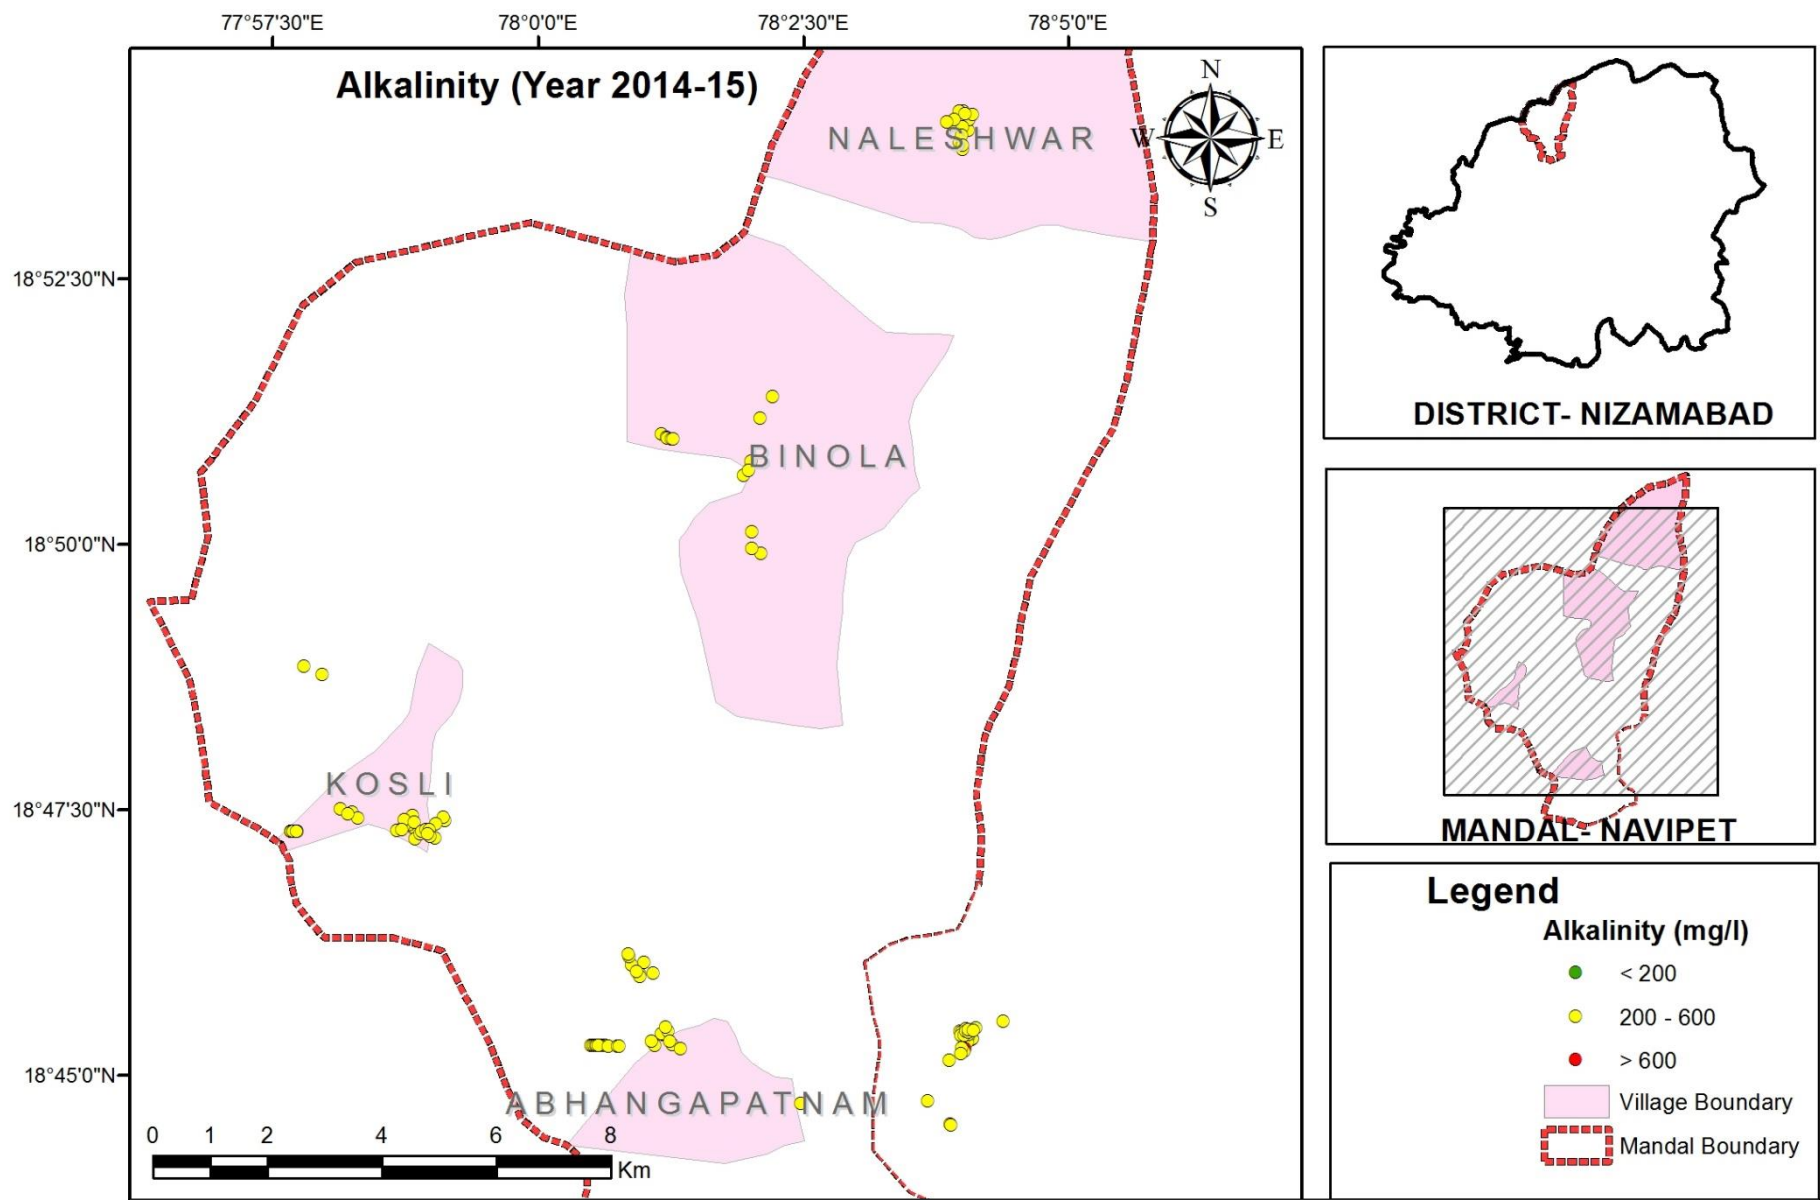 77°57'30"E 78°0'0"E 78°2'30"E 78°5'0"E
Alkalinity (Year 2014-15)
N
W E
S
NALESHWAR
18°52'30"N
BINOLA
18°50'0"N
KOSLI
18°47'30"N
18°45'0"N
ABHANGAPATNAM
0 1 2 4 6 8
Km
DISTRICT- NIZAMABAD
MANDAL- NAVIPET
Legend
Alkalinity (mg/l)
< 200
200 - 600
> 600
Village Boundary
Mandal Boundary